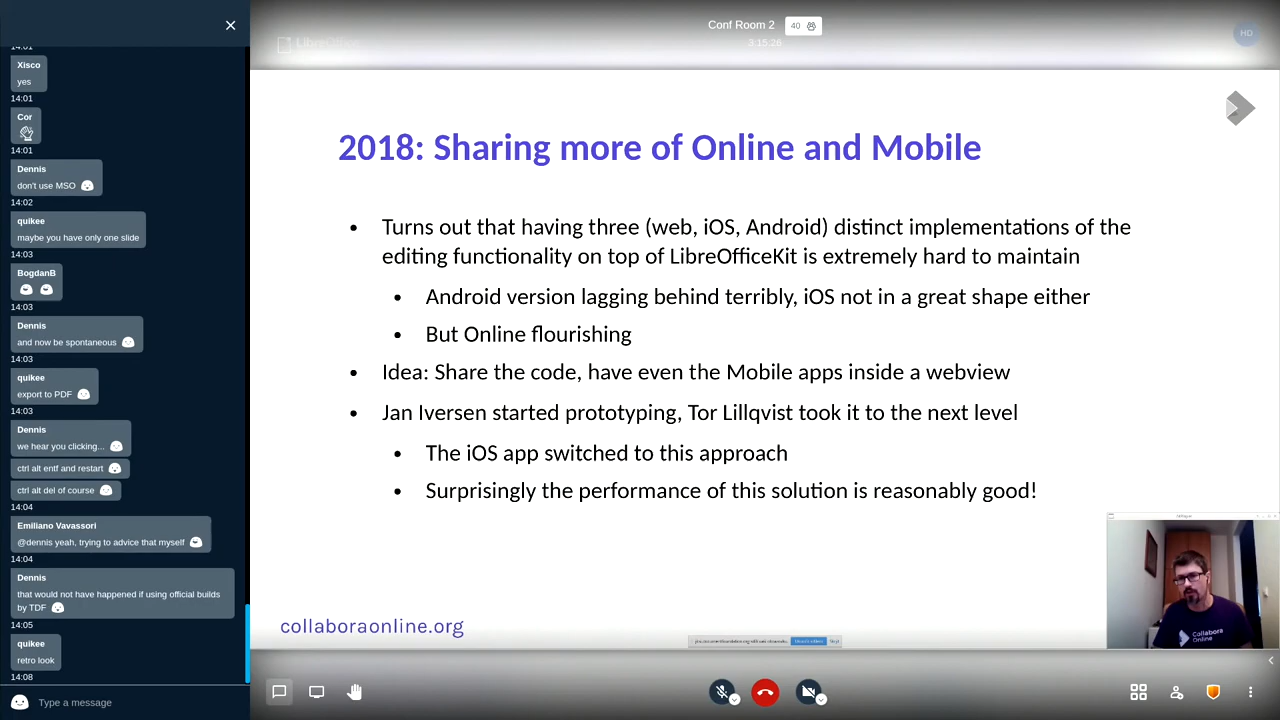 Xisco
yes
14:01
Cor
14:01
Dennis
don't use MSO
14:02
quikee
maybe you have only one slide
14:03
BogdanB
14:03
Dennis
and now be spontaneous
14:03
quikee
export to PDF
14:03
Dennis
we hear you clicking...
ctrl alt entf and restart
ctrl alt del of course
14:04
Emiliano Vavassori
@dennis yeah, trying to advice that myself
14:04
Dennis
that would not have happened if using official builds
by TDF
14:05
quikee
retro look
14:08
Type a message
Conf Room 2
40
3:15:26
LibreOffice
HD
2018: Sharing more of Online and Mobile
• Turns out that having three (web, iOS, Android) distinct implementations of the
editing functionality on top of LibreOfficeKit is extremely hard to maintain
• Android version lagging behind terribly, iOS not in a great shape either
• But Online flourishing
• Idea: Share the code, have even the Mobile apps inside a webview
• Jan Iversen started prototyping, Tor Lillqvist took it to the next level
• The iOS app switched to this approach
• Surprisingly the performance of this solution is reasonably good!
collaboraonline.org
Collabora
Online